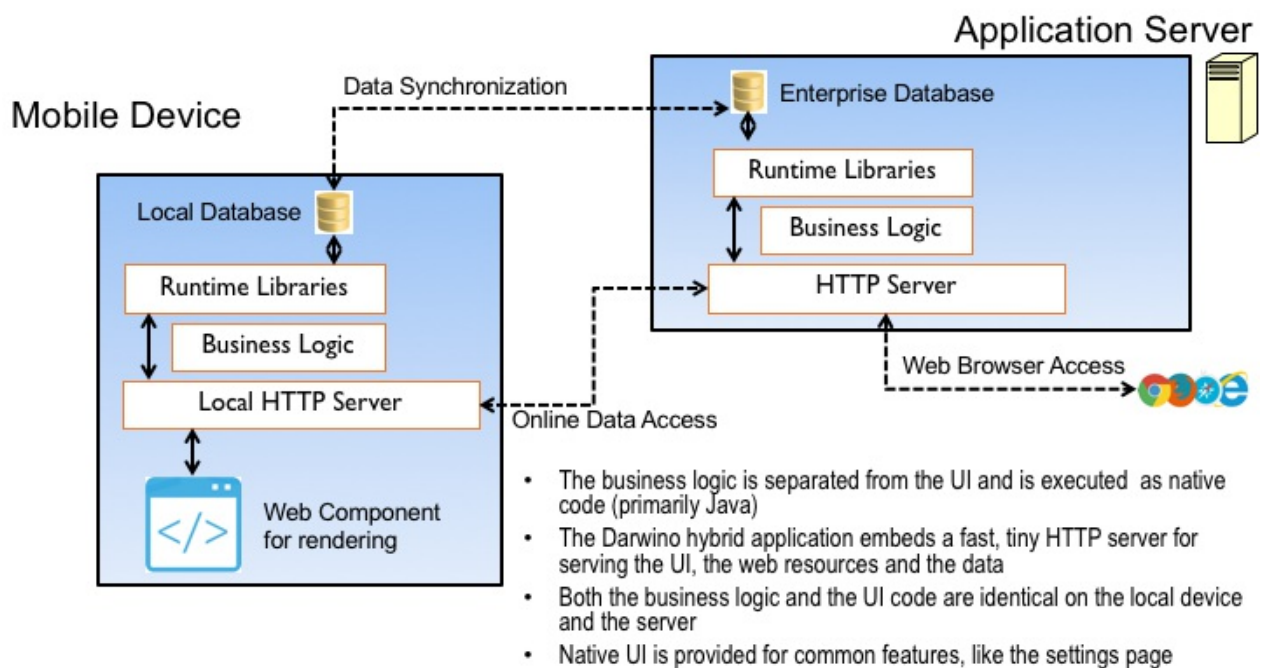 Application Server
Data Synchronization
Enterprise Database
Mobile Device
Runtime Libraries
Local Database
Business Logic
Runtime Libraries
HTTP Server
Business Logic
Web Browser Access
Local HTTP Server
Online Data Access
</>
Web Component
for rendering
• The business logic is separated from the UI and is executed as native
code (primarily Java)
• The Darwino hybrid application embeds a fast, tiny HTTP server for
serving the UI, the web resources and the data
• Both the business logic and the UI code are identical on the local device
and the server
• Native UI is provided for common features, like the settings page